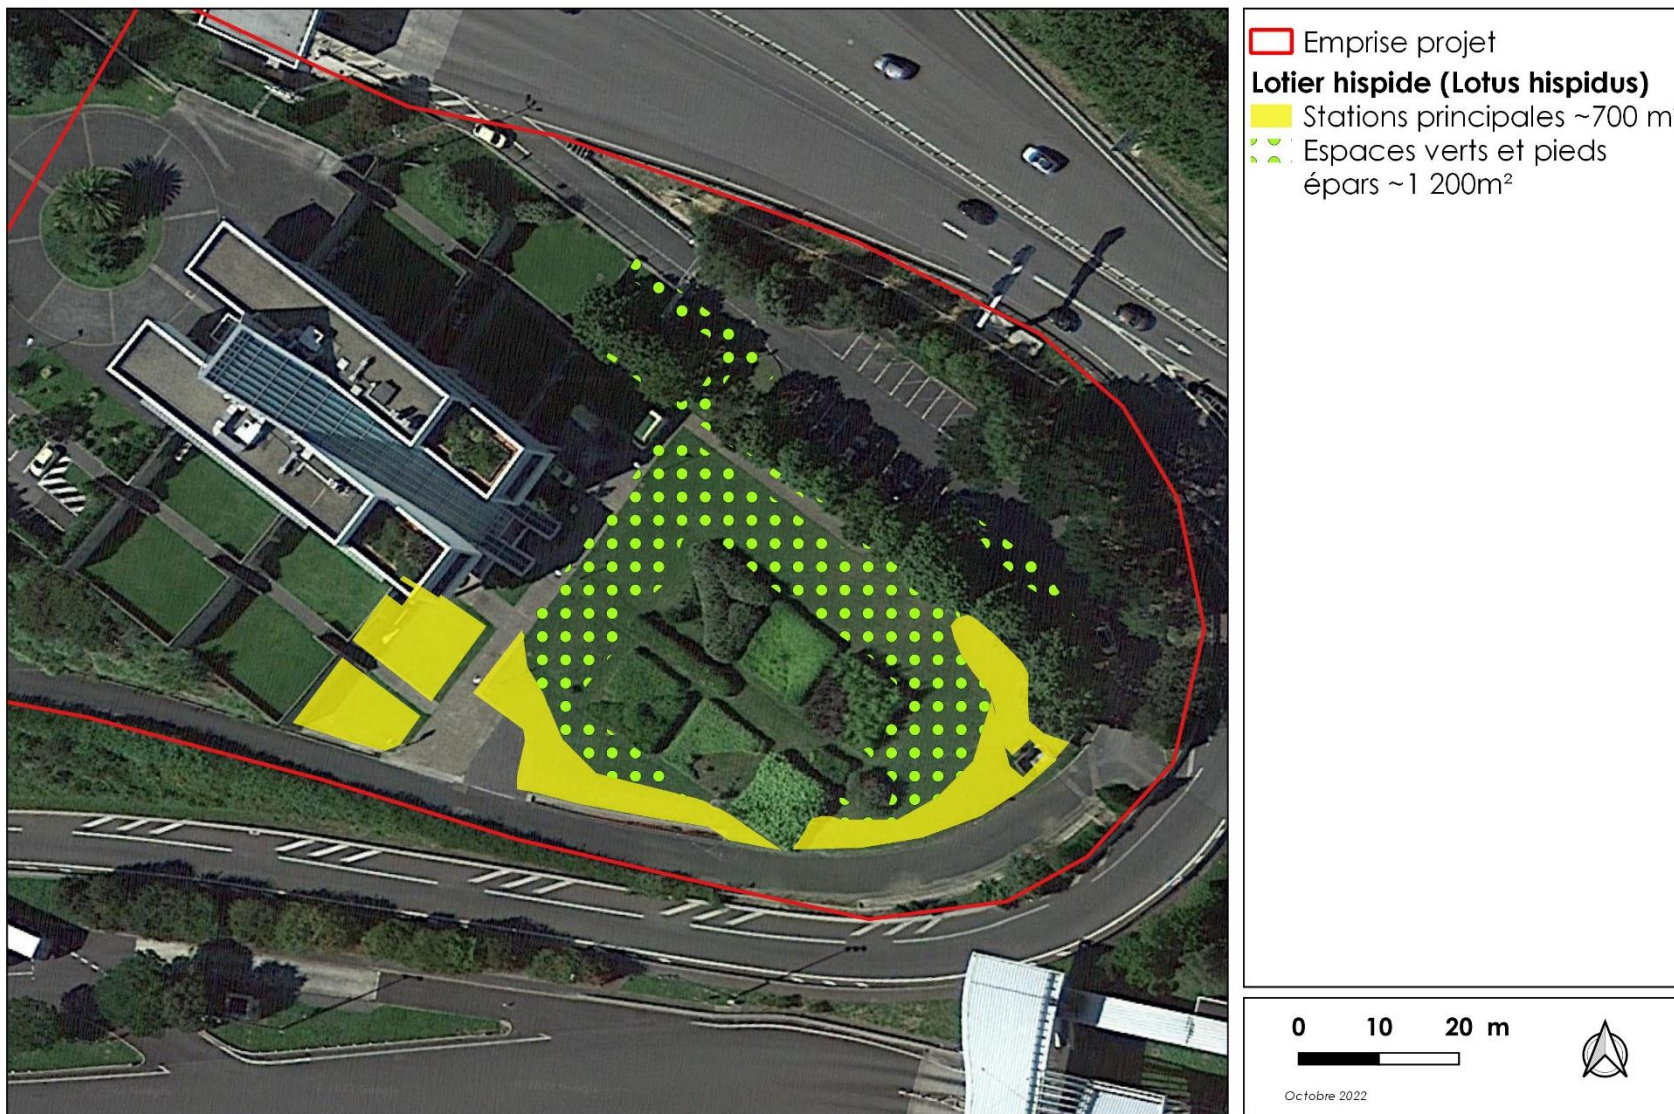 Emprise projet
Lotier hispide (Lotus hispidus)
Stations principales ~700 m²
Espaces verts et pieds
épars ~1 200m²
0 10 20 m
Octobre 2022